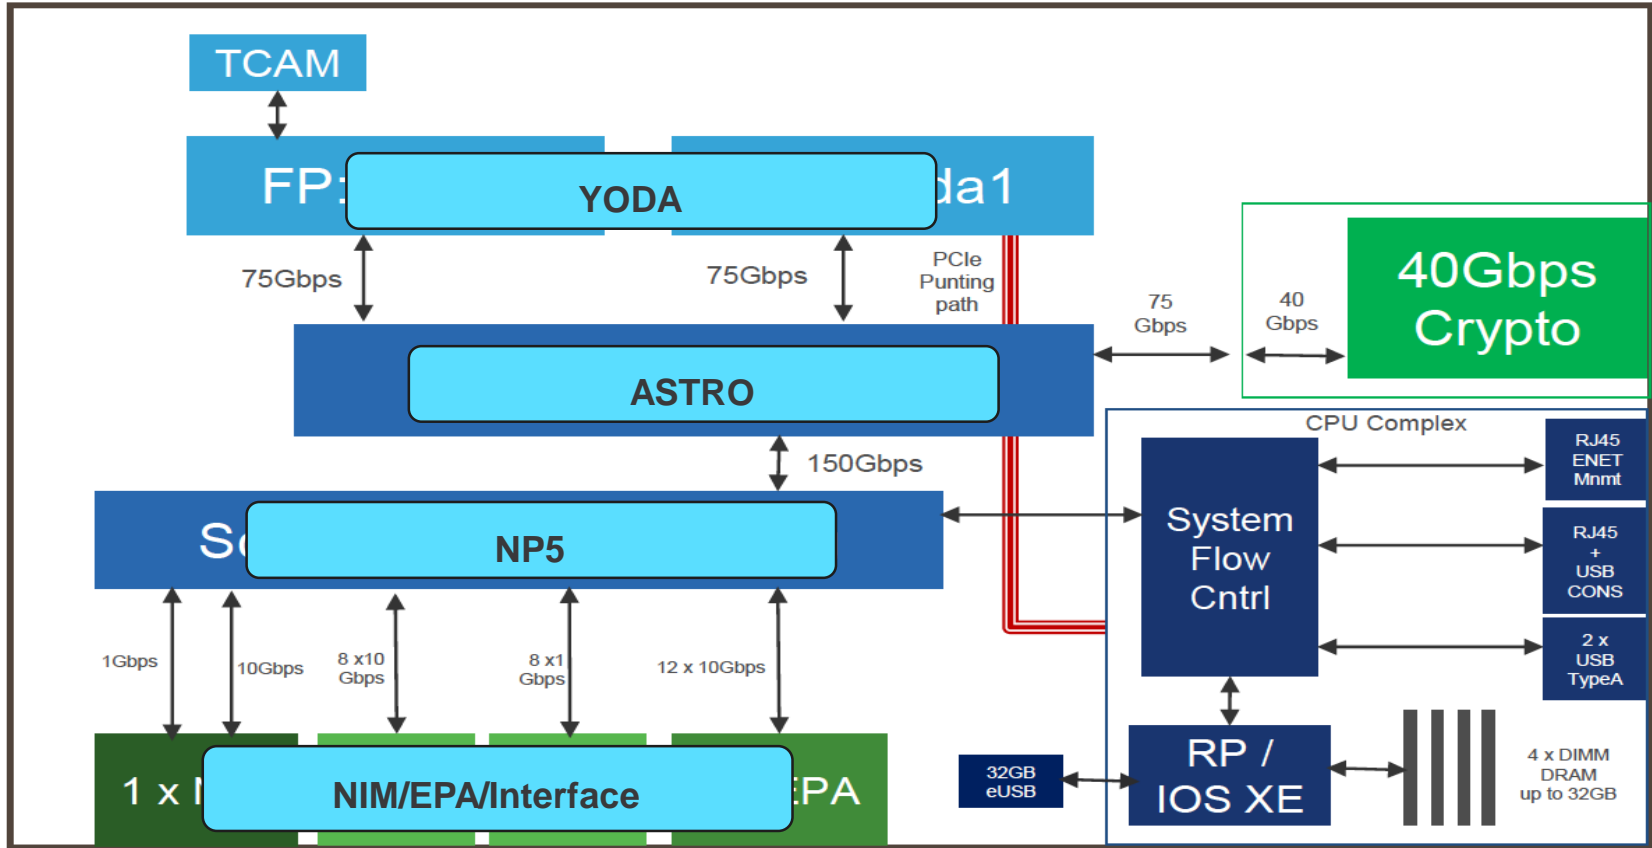 TCAM
YODA
da1
75Gbps
75Gbps
PCIe
Punting
path
75
Gbps
40
Gbps
40Gbps
Crypto
ASTRO
CPU Complex
150Gbps
RJ45
ENET
Mnmt
NP5
System
Flow
Cntrl
RJ45
+
USB
CONS
1Gbps
10Gbps
8 x10
Gbps
8 x1
Gbps
12 x 10Gbps
2 x
USB
TypeA
1 x
NIM/EPA/Interface
EPA
32GB
eUSB
RP /
IOS XE
4 x DIMM
DRAM
up to 32GB